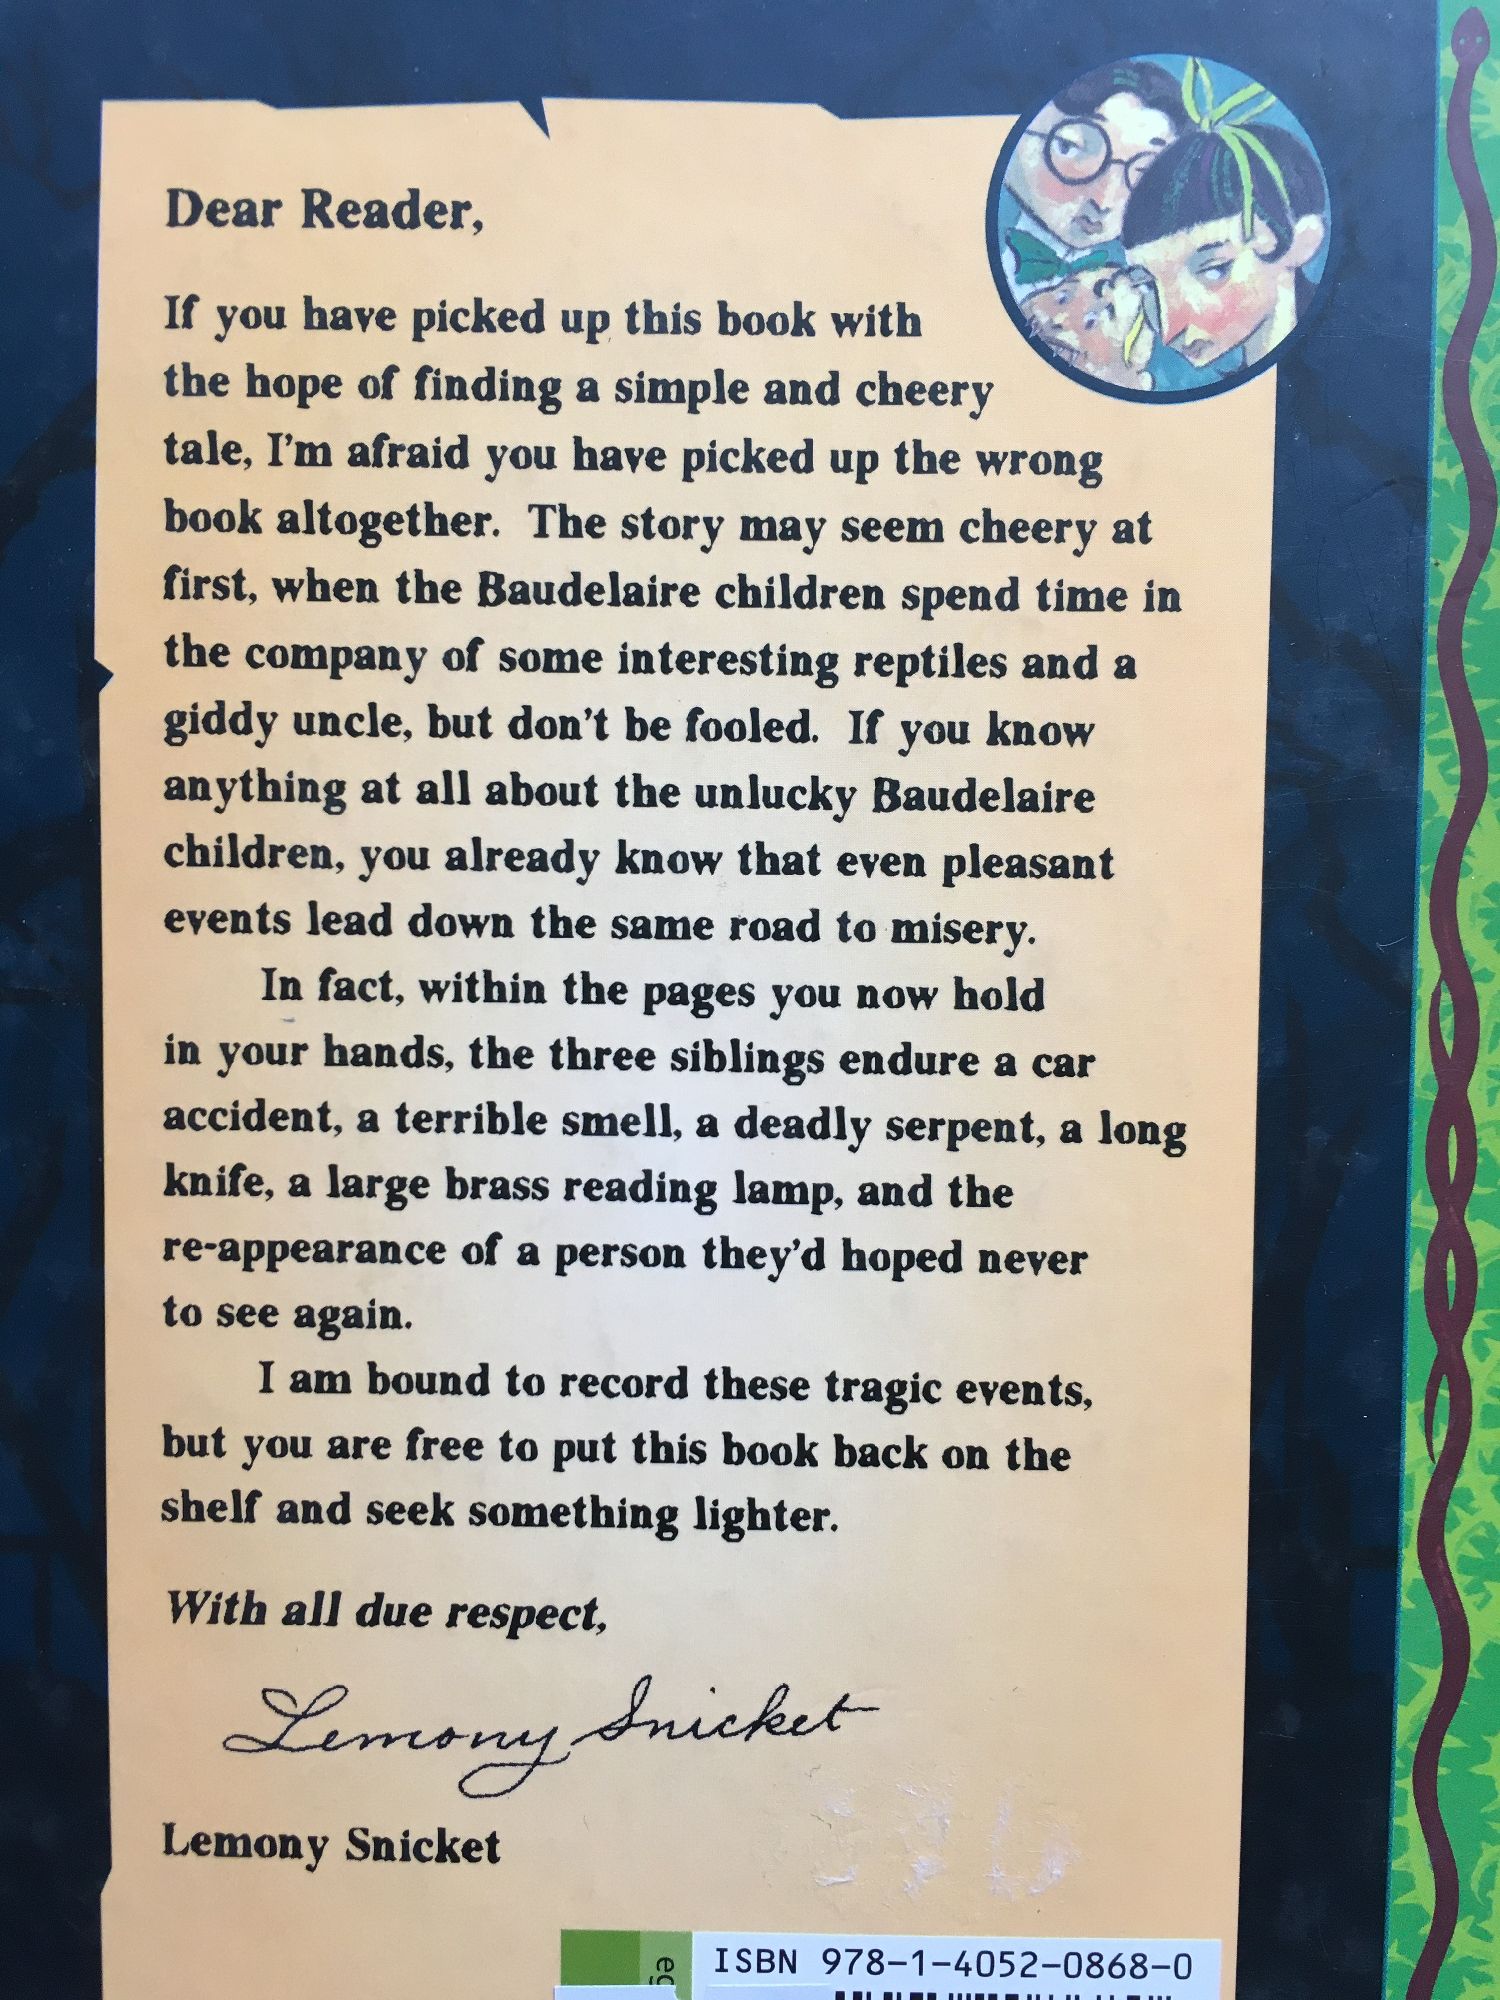 Dear Reader,
If you have picked up this book with
the hope of finding a simple and cheery
tale, I'm afraid you have picked up the wrong
book altogether. The story may seem cheery at
first, when the Baudelaire children spend time in
the company of some interesting reptiles and a
giddy uncle, but don't be fooled. If you know
anything at all about the unlucky Baudelaire
children, you already know that even pleasant
events lead down the same road to misery.
In fact, within the pages you now hold
in your hands, the three siblings endure a car
accident, a terrible smell, a deadly serpent, a long
knife, a large brass reading lamp, and the
re-appearance of a person they'd hoped never
to see again.
I am bound to record these tragic events,
but you are free to put this book back on the
shelf and seek something lighter.
With all due respect,
Lemony Snicket
Lemony Snicket
ISBN 978-1-4052-0868-0